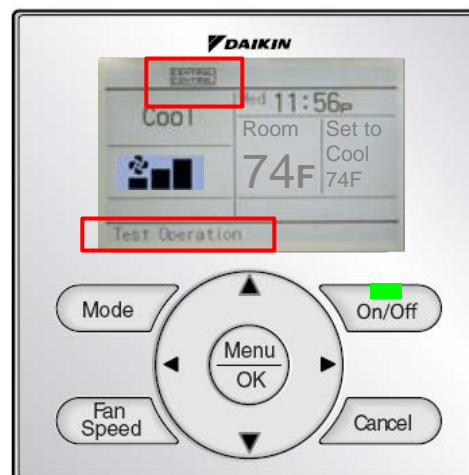 DAIKIN
CENTRAL
CONTROL
Cool
Wed 11:56P
Room
74F
Set to
Cool
74F
Test Operation
Mode
On/Off
Menu
OK
Fan
Speed
Cancel